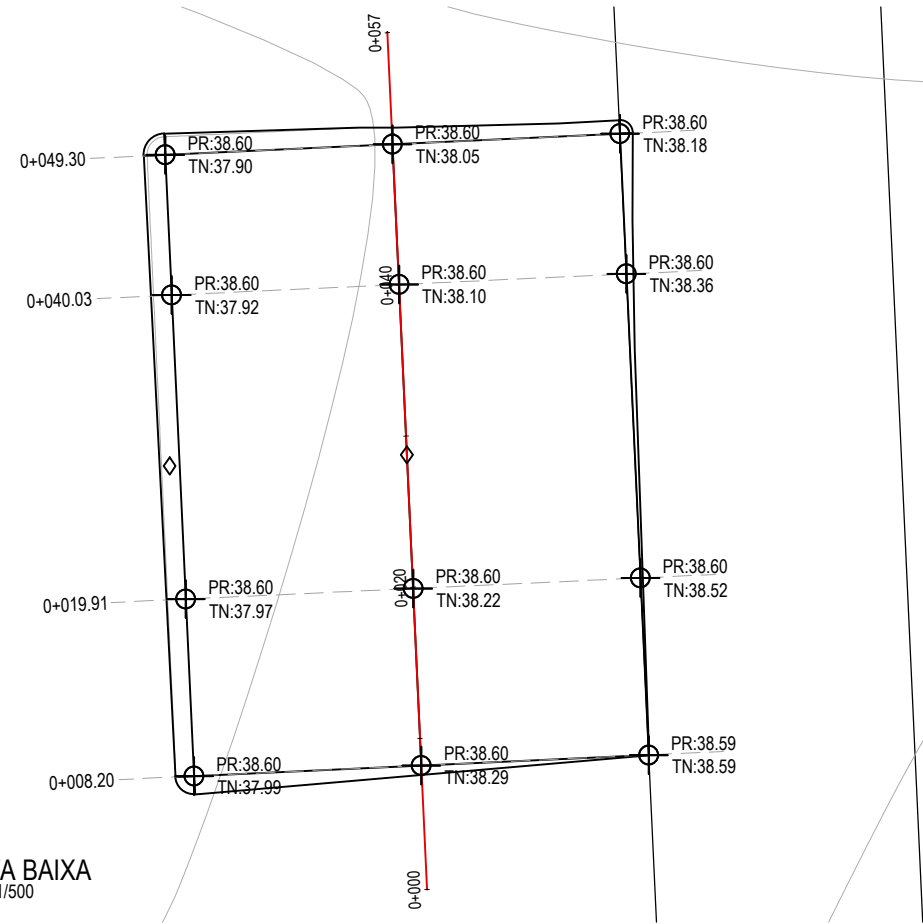 0+057
PR:38.60
TN:38.18
0+049.30
PR:38.60
TN:37.90
PR:38.60
TN:38.05
PR:38.60
TN:38.36
0+040.03
PR:38.60
TN:37.92
0+040
PR:38.60
TN:38.10
0+019.91
PR:38.60
TN:37.97
0+020
PR:38.60
TN:38.22
PR:38.60
TN:38.52
0+008.20
PR:38.60
TN:37.99
PR:38.60
TN:38.29
PR:38.59
TN:38.59
A BAIXA
/500
0+000